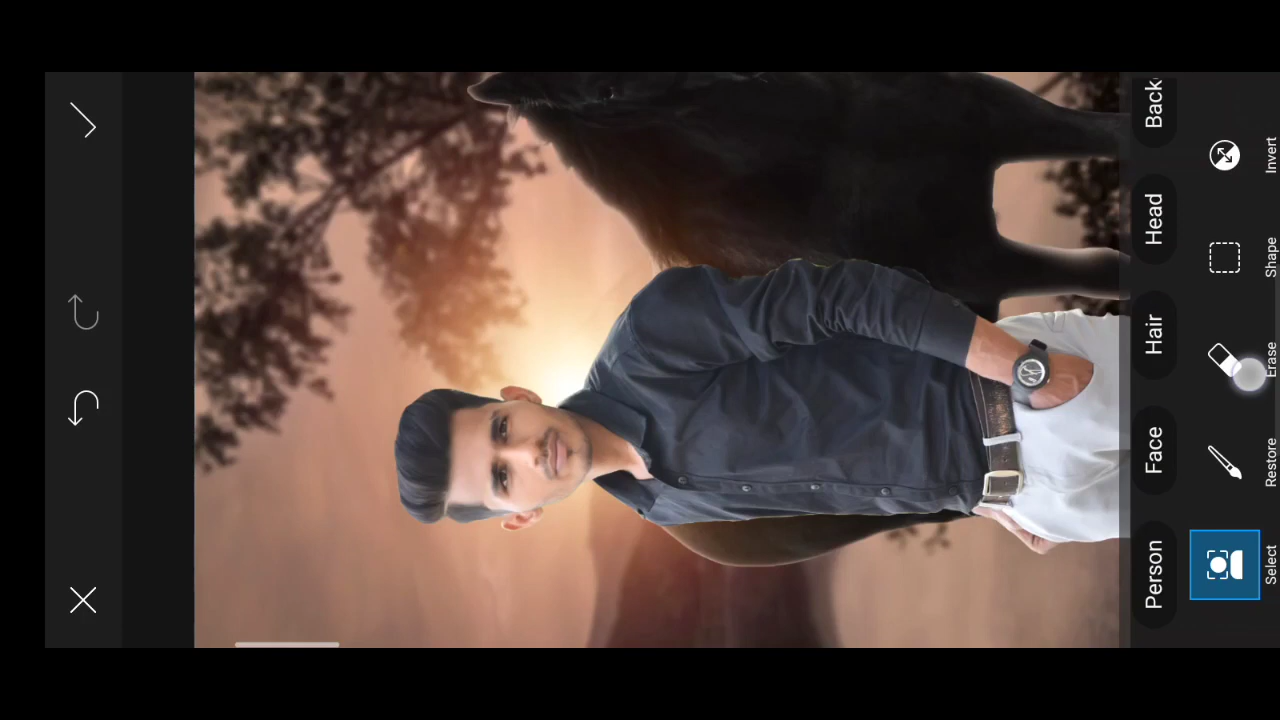 Person
Face
Hair
Head
Back
Select
Restore
Erase
Shape
Invert